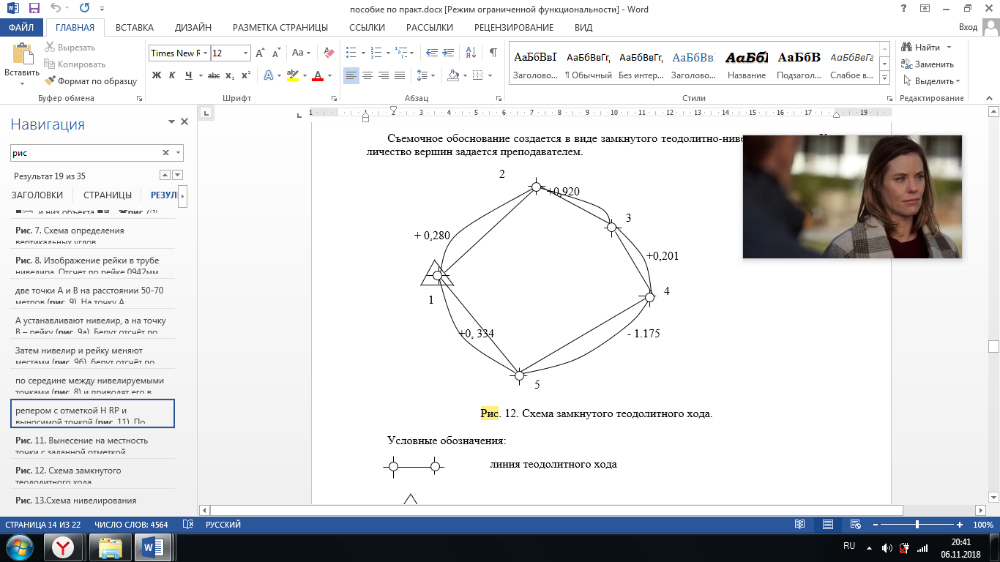 пособие по практ.docx [Режим ограниченной функциональности] - Word
ФАЙЛ ГЛАВНАЯ ВСТАВКА ДИЗАЙН РАЗМЕТКА СТРАНИЦЫ ССЫЛКИ РАССЫЛКИ РЕЦЕНЗИРОВАНИЕ ВИД Вход
Вставить
Вырезать
Копировать
Формат по образцу
Буфер обмена
Times New R 12
Ж К Ч abc x₂ x²
Шрифт
Абзац
АаБбВвГ АаБбВвГг, АаБбВвГг, АаБбВв АаБб АаБбВ АаБбВвГг
Заголово... ¶ Обычный Без интер... Заголово... Название Подзагол... Слабое в...
Стили
Найти
Заменить
Выделить
Редактирование
Навигация
рис
Результат 19 из 35
ЗАГОЛОВКИ СТРАНИЦЫ РЕЗУЛ
Рис. 7. Схема определения
вертикальных углов
Рис. 8. Изображение рейки в трубе
нивелира. Отсчет по рейке 0942мм
две точки А и В на расстоянии 50-70
метров (рис. 9). На точку А
А устанавливают нивелир, а на точку
В – рейку (рис. 9а). Берут отсчёт по
Затем нивелир и рейку меняют
местами (рис. 9б), берут отсчёт по
по середине между нивелируемыми
точками (рис. 8) и приводят его в
репером с отметкой H RP и
выносимой точкой (рис. 11). По
Рис. 11. Вынесение на местность
точки с заданной отметкой
Рис. 12. Схема замкнутого
теодолитного хода
Рис. 13.Схема нивелирования
1 1 2 3 4 5 6 7 8 9 10 11 12 13 14 15 16 17 19
Съемочное обоснование создается в виде замкнутого теодолитно-ниве
личество вершин задается преподавателем.
2
+0,920
3
+ 0,280
+0,201
4
1
+0, 334
- 1.175
5
Рис. 12. Схема замкнутого теодолитного хода.
Условные обозначения:
линия теодолитного хода
СТРАНИЦА 14 ИЗ 22 ЧИСЛО СЛОВ: 4564 РУССКИЙ 100%
RU 20:41
06.11.2018